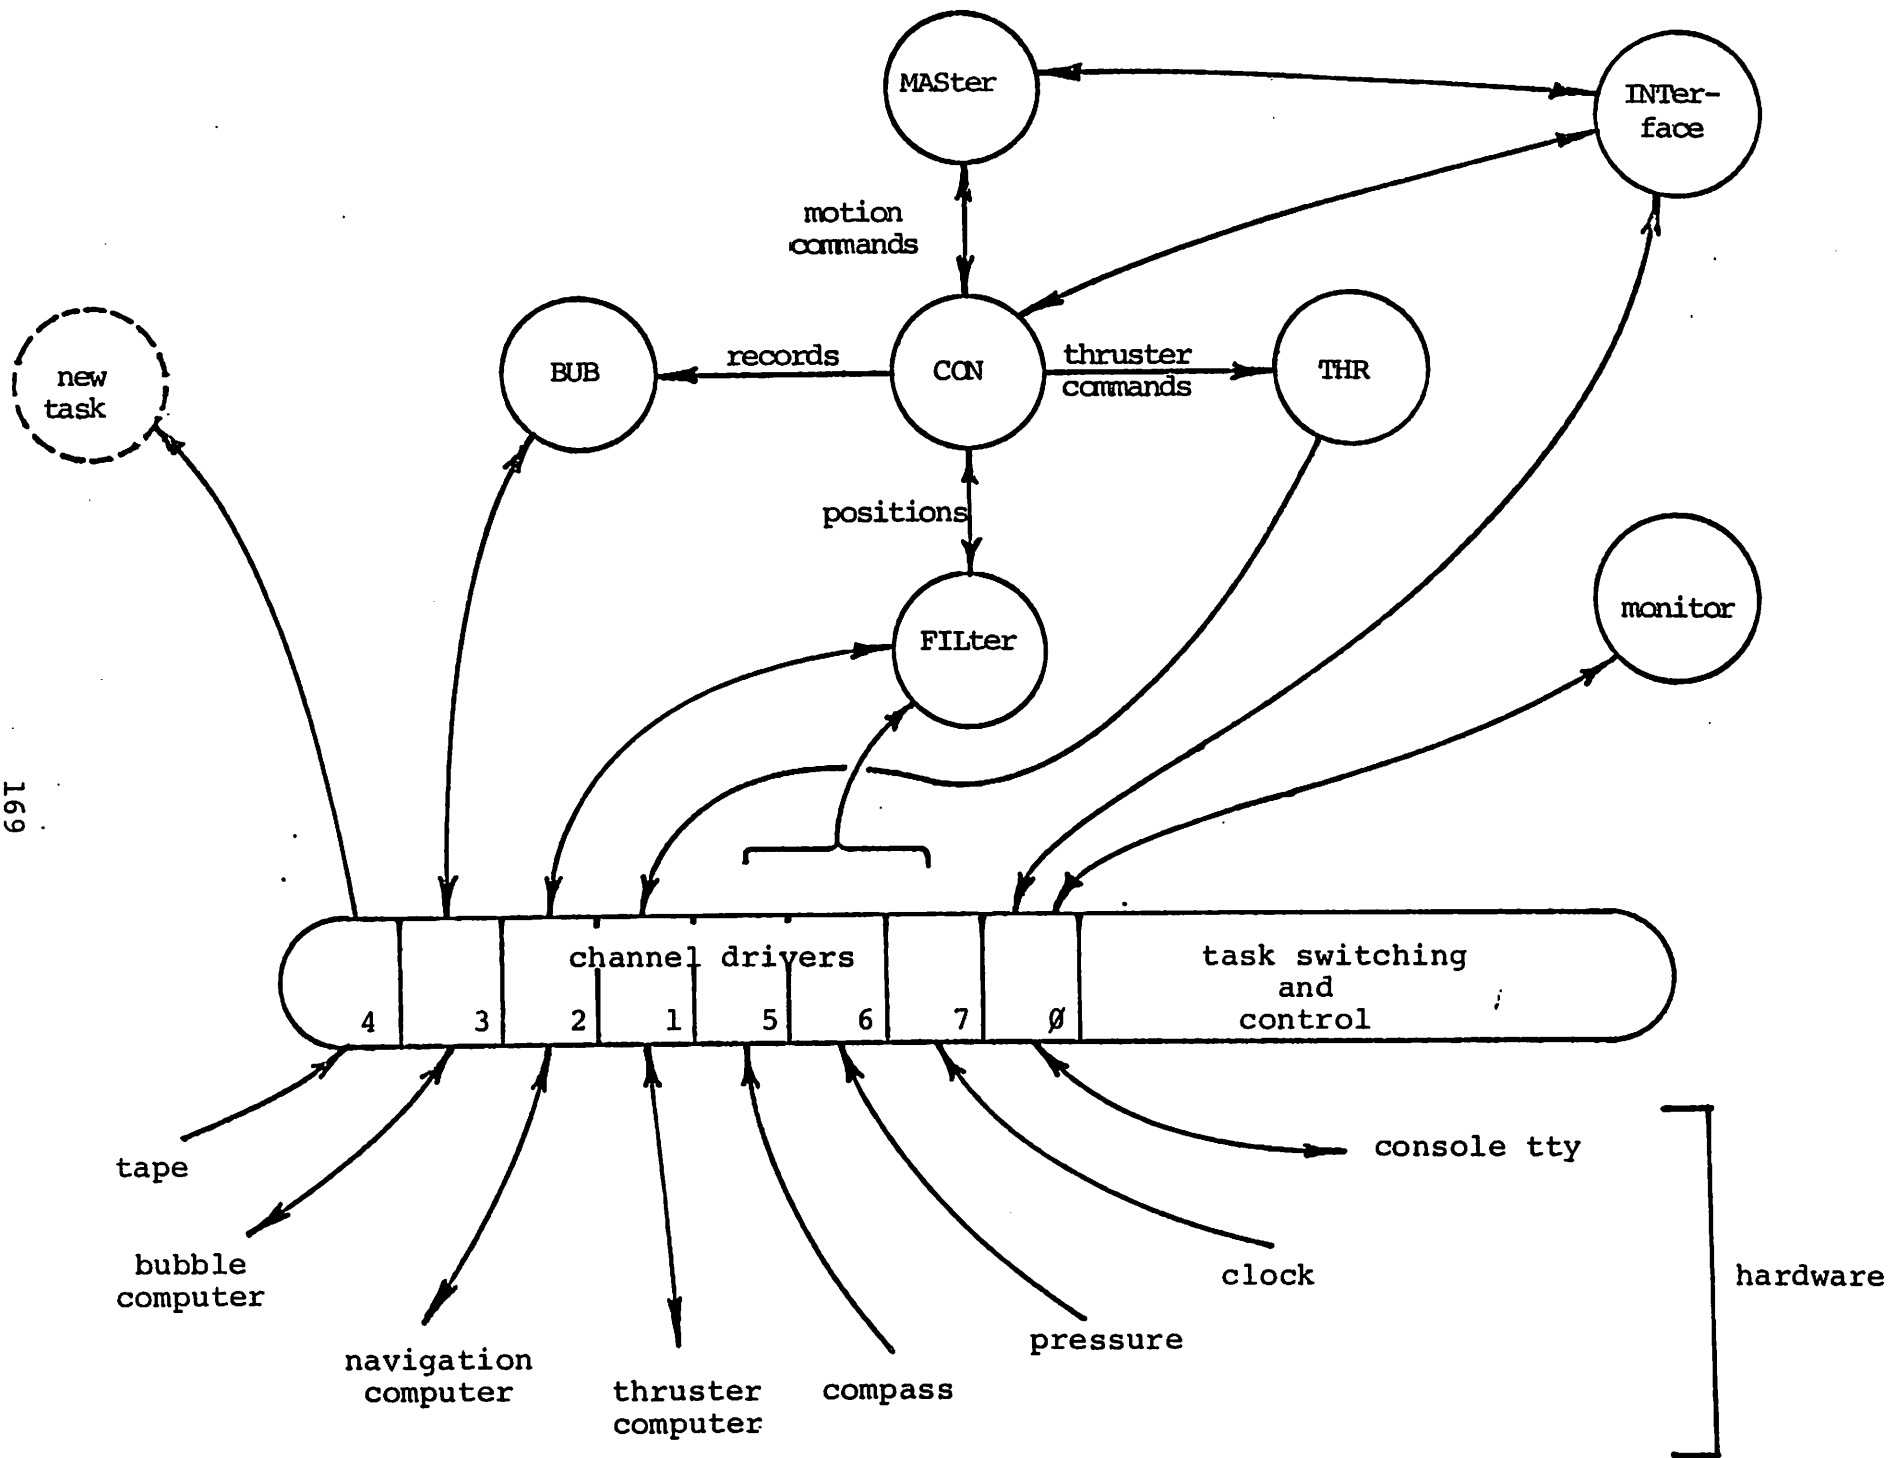 MASter
INTer-
face
motion
commands
new
task
BUB
records
CON
thruster
commands
THR
positions
FILter
monitor
169
channel drivers
task switching
and
control
4
3
2
1
5
6
7
Ø
tape
bubble
computer
navigation
computer
thruster
computer
compass
pressure
clock
console tty
hardware